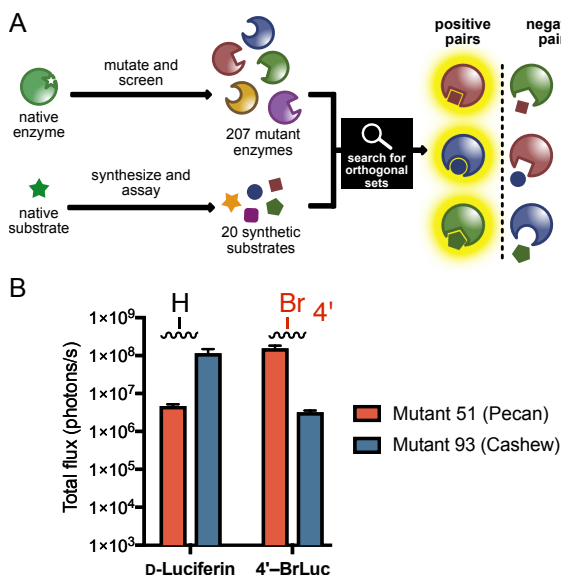 A
native
enzyme
mutate and
screen
207 mutant
enzymes
native
substrate
synthesize and
assay
20 synthetic
substrates
search for
orthogonal
sets
positive
pairs
B
H
Br 4'
Total flux (photons/s)
1×10⁹
1×10⁸
1×10⁷
1×10⁶
1×10⁵
1×10⁴
1×10³
D-Luciferin
4'–BrLuc
Mutant 51 (Pecan)
Mutant 93 (Cashew)